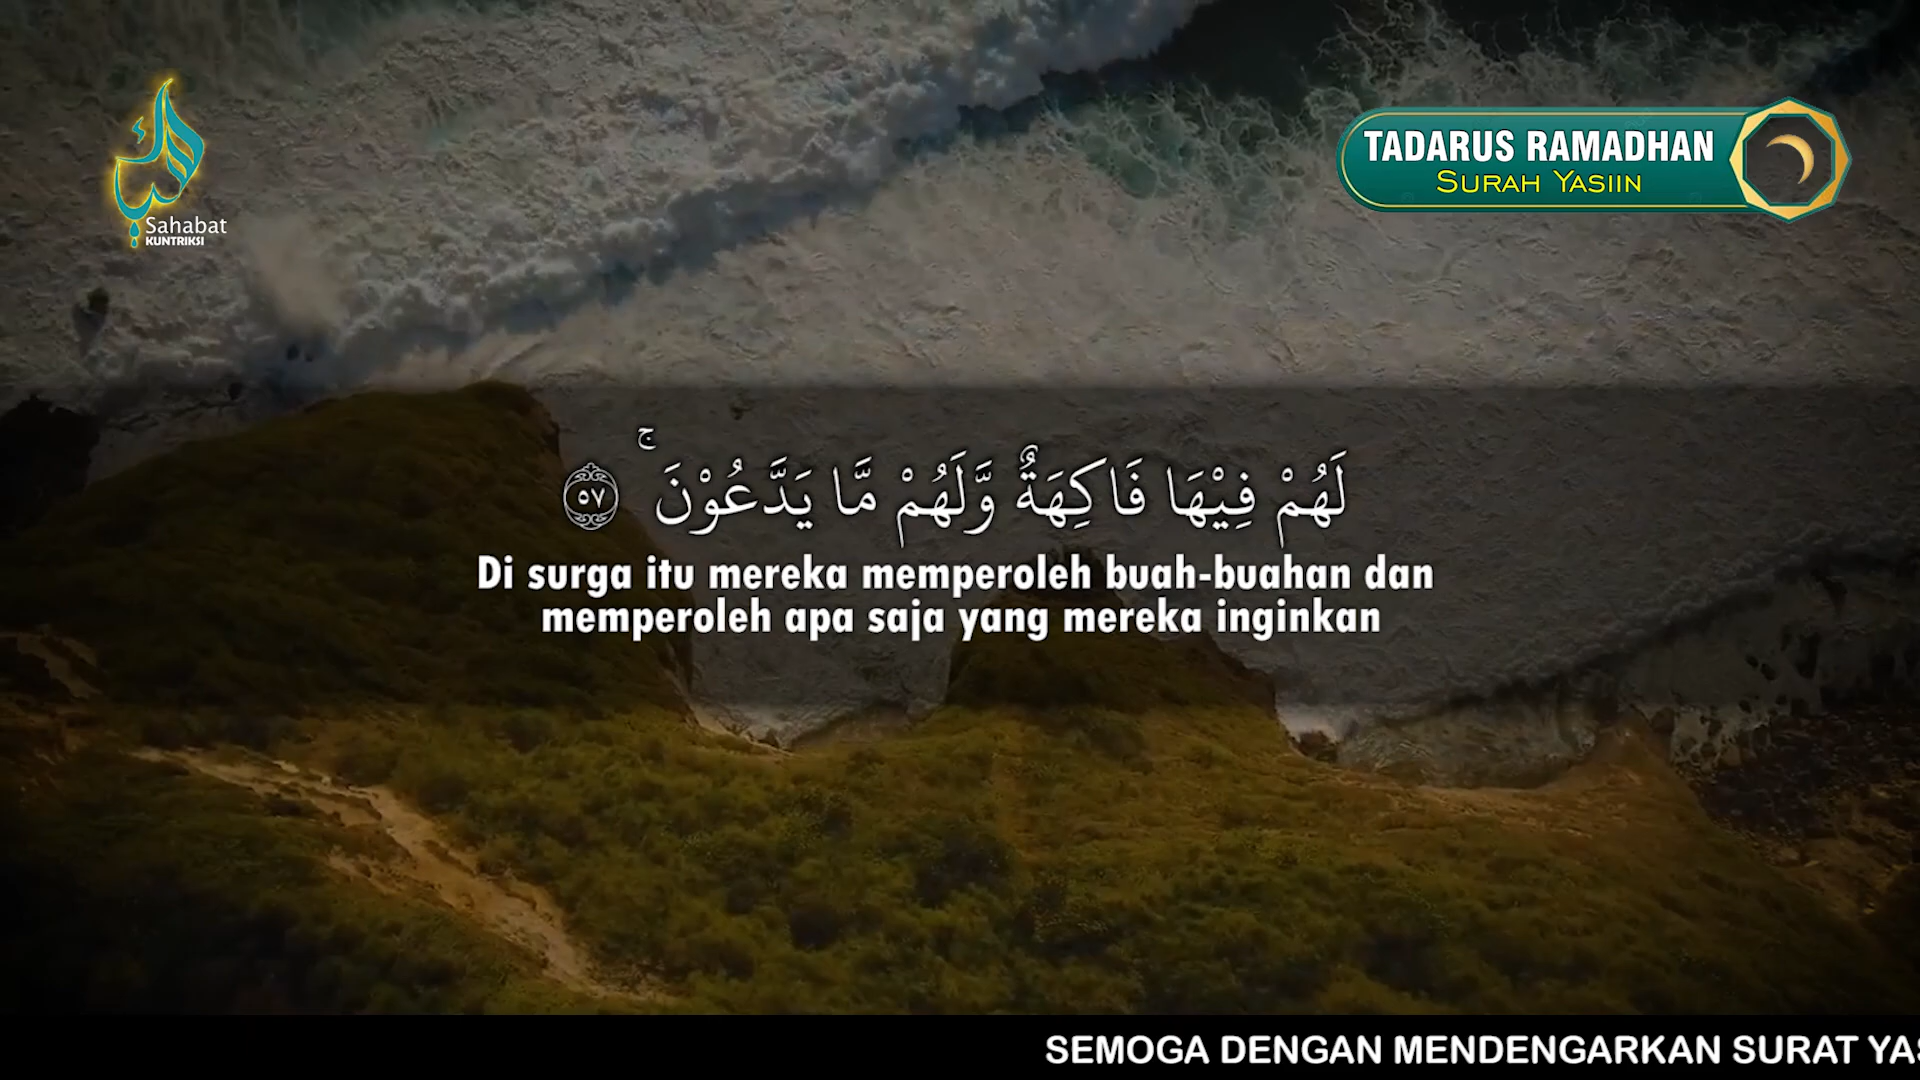 Sahabat
KUNTRIKSI
TADARUS RAMADHAN
SURAH YASIIN
لَهُمْ فِيْهَا فَاكِهَةٌ وَّلَهُمْ مَّا يَدَّعُوْنَ ۚ ٥٧
Di surga itu mereka memperoleh buah-buahan dan
memperoleh apa saja yang mereka inginkan
SEMOGA DENGAN MENDENGARKAN SURAT YAS